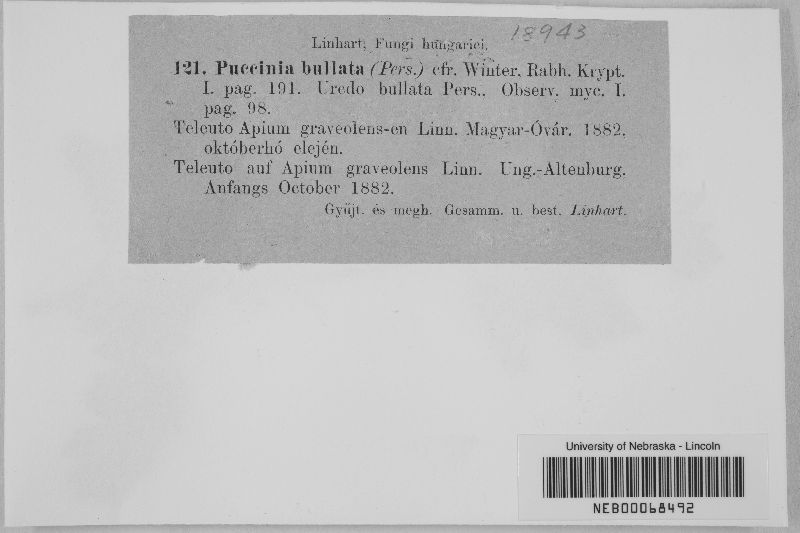 18943
Linhart, Fungi hungarici.
121. Puccinia bullata (Pers.) cfr. Winter. Rabh. Krypt.
I. pag. 191. Uredo bullata Pers., Observ. myc. I.
pag. 98.
Teleuto Apium graveolens-en Linn. Magyar-Óvár. 1882,
októberhó elején.
Teleuto auf Apium graveolens Linn. Ung.-Altenburg.
Anfangs October 1882.
Gyűjt. és megh. Gesamm. u. best. Linhart.
University of Nebraska - Lincoln
NEB00068492